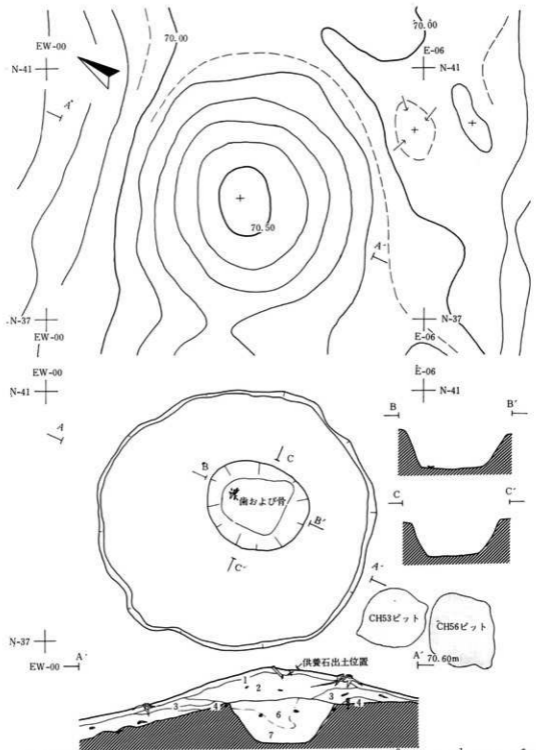 70.00
EW-00
N-41
A'
70.00
E-06
N-41
70.50
A'
N-37
EW-00
N-37
E-06
EW-00
N-41
A
E-06
N-41
B
B'
B
C
歯および骨
B'
C'
C
C'
A'
CH53ピット
CH56ピット
N-37
EW-00
A'
供養石出土位置
A'
70.60m
1
2
3
3
4
4
6
7